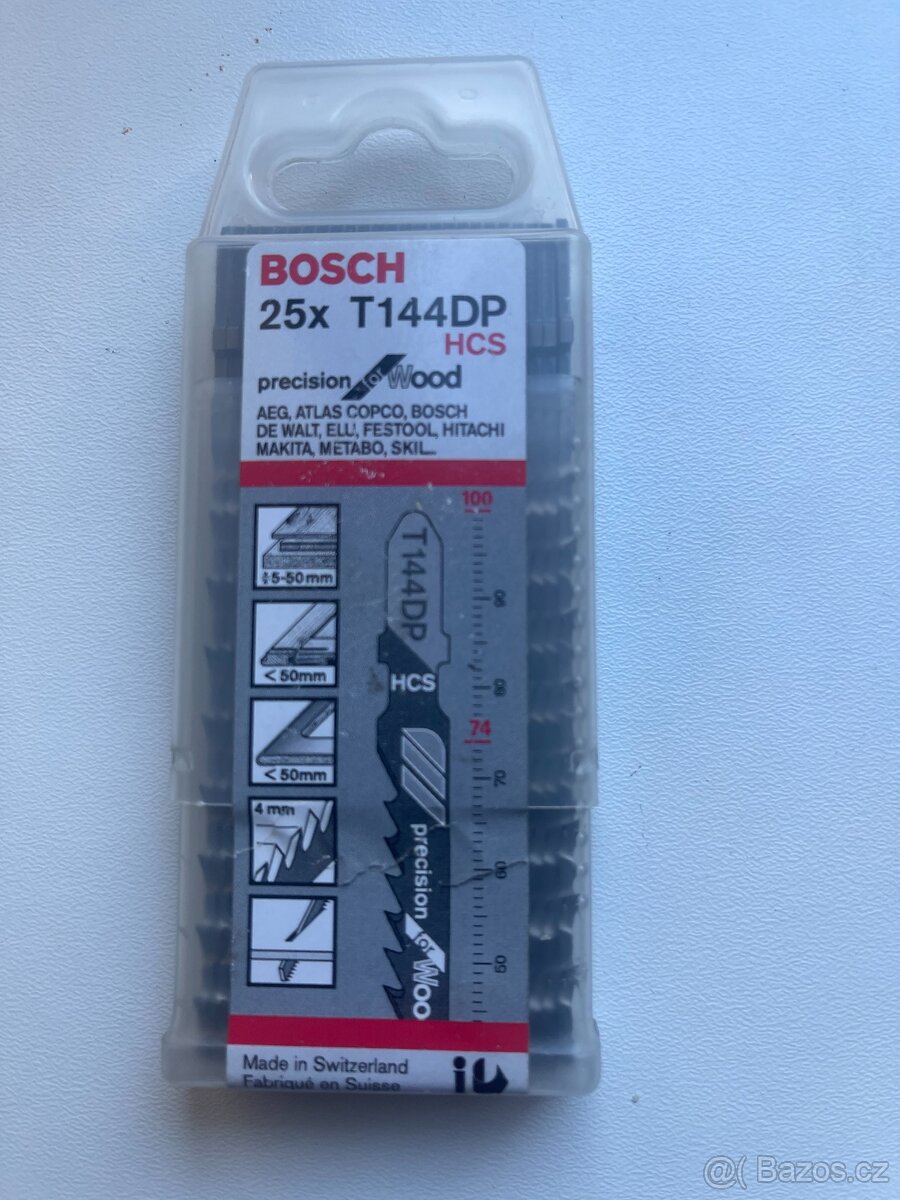 BOSCH
25x T144DP
HCS
precision for Wood
AEG, ATLAS COPCO, BOSCH
DE WALT, ELU, FESTOOL, HITACHI
MAKITA, METABO, SKIL...
100
5-50mm
T144DP
90
<50mm
HCS
80
74
<50mm
70
4 mm
precision for Woo
60
50
Made in Switzerland
Fabriqué en Suisse
@( Bazos.cz